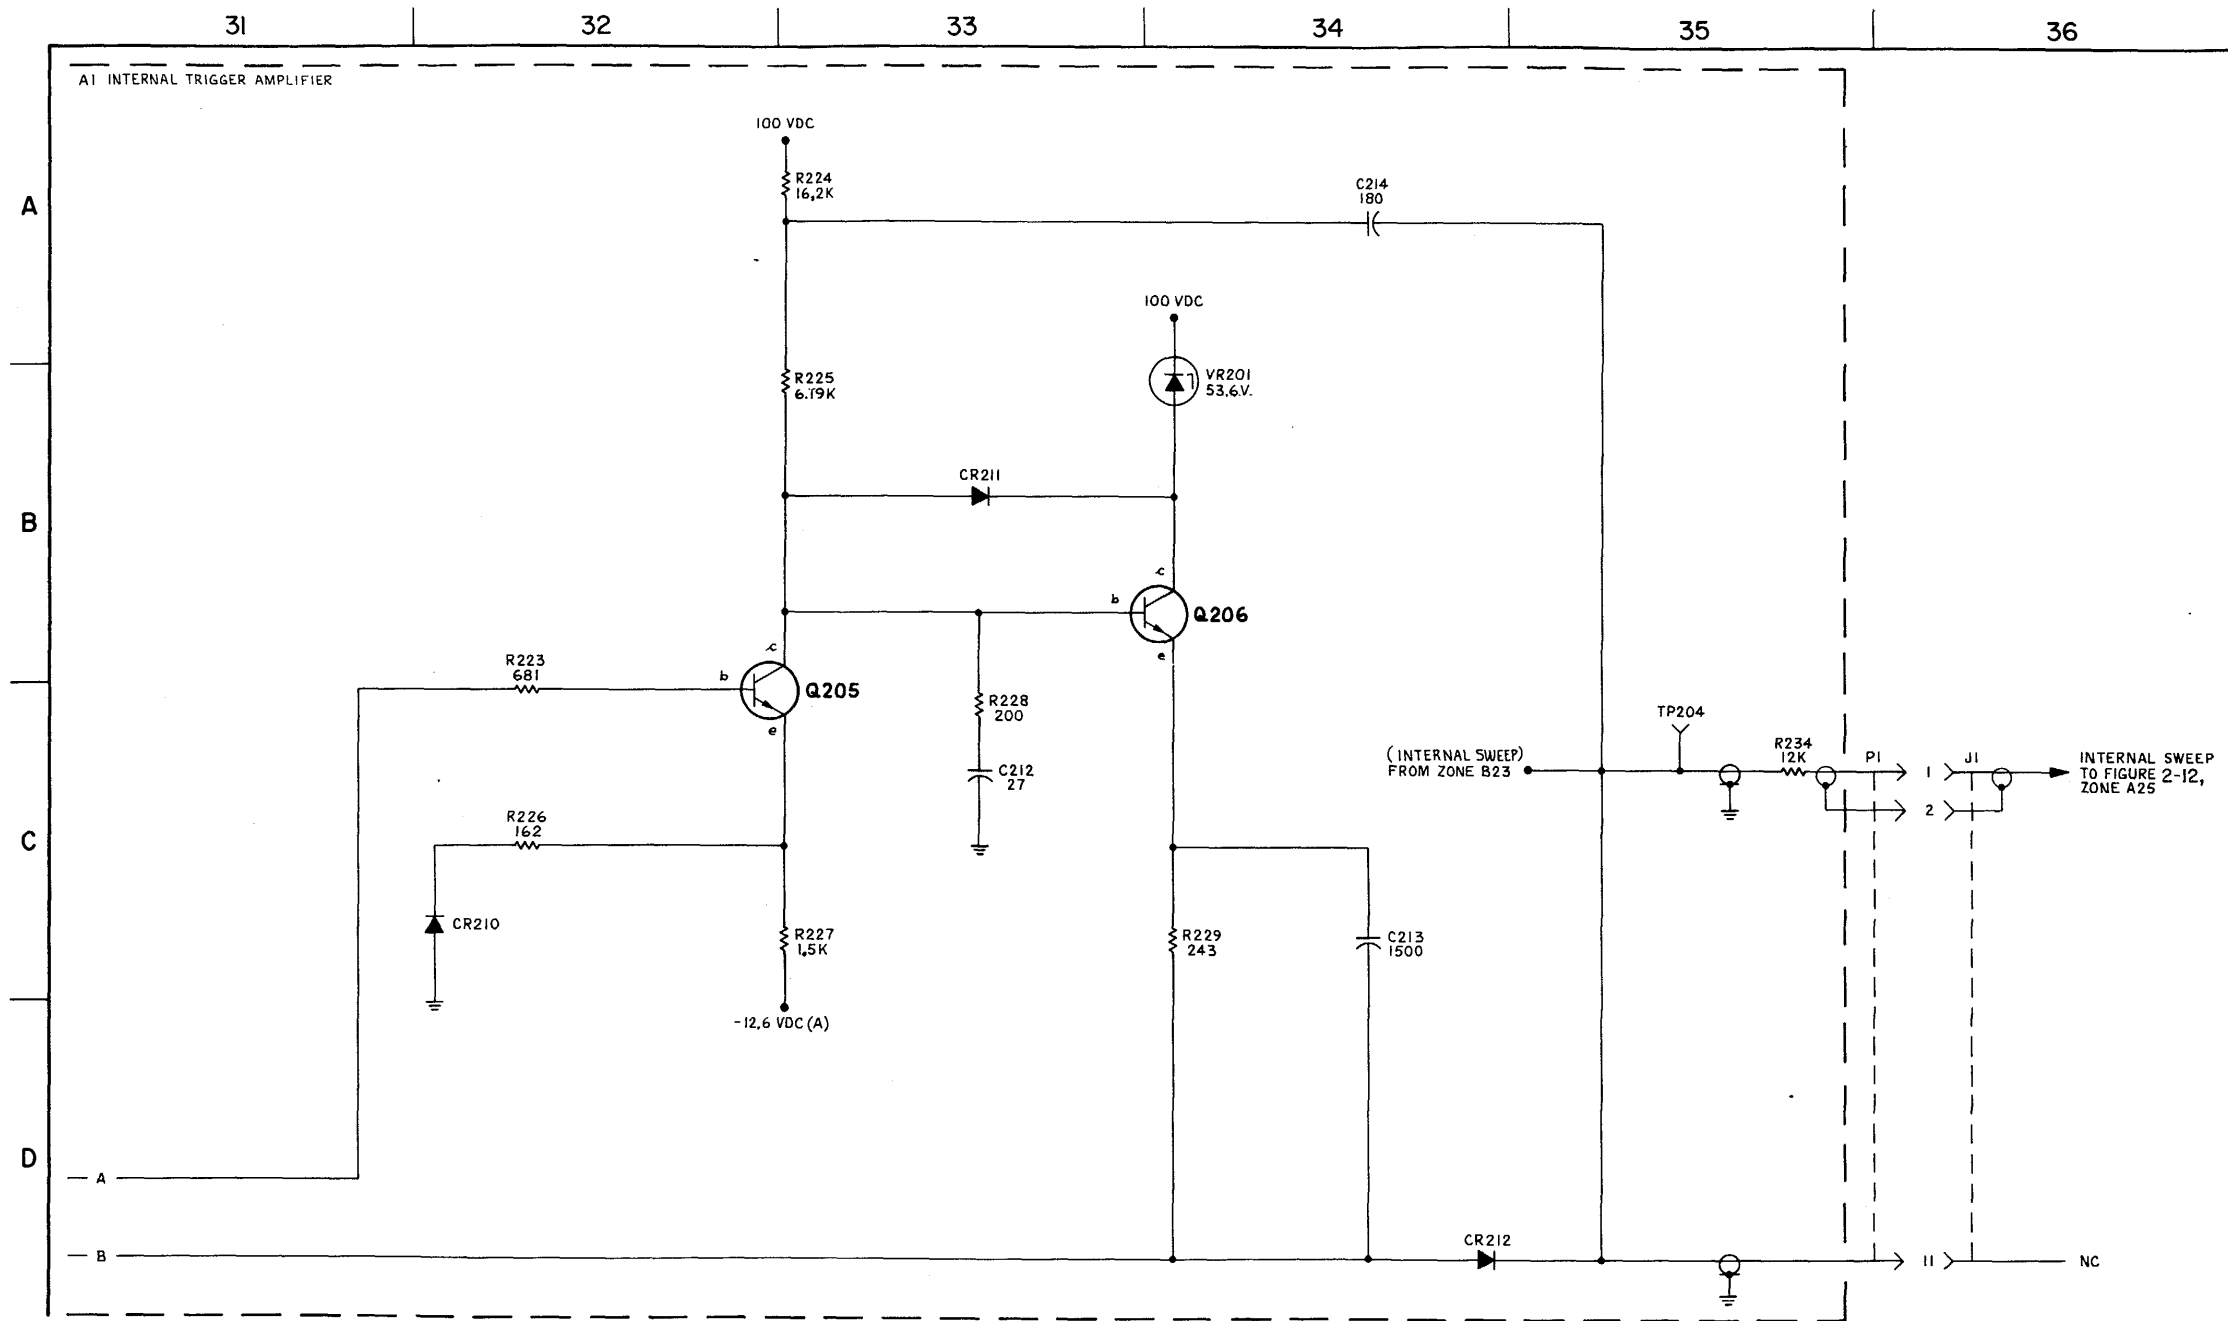 31 32 33 34 35 36
A1 INTERNAL TRIGGER AMPLIFIER
100 VDC
R224
16.2K
C214
180
A
100 VDC
R225
6.19K
VR201
53.6V.
CR211
B
c
b
Q206
e
c
R223
681
b
Q205
e
R228
200
TP204
(INTERNAL SWEEP)
FROM ZONE B23
R234
12K
P1
1
J1
INTERNAL SWEEP
TO FIGURE 2-12,
ZONE A25
2
C212
27
R226
162
C
CR210
R227
1.5K
R229
243
C213
1500
-12.6 VDC (A)
D
A
B
CR212
11
NC